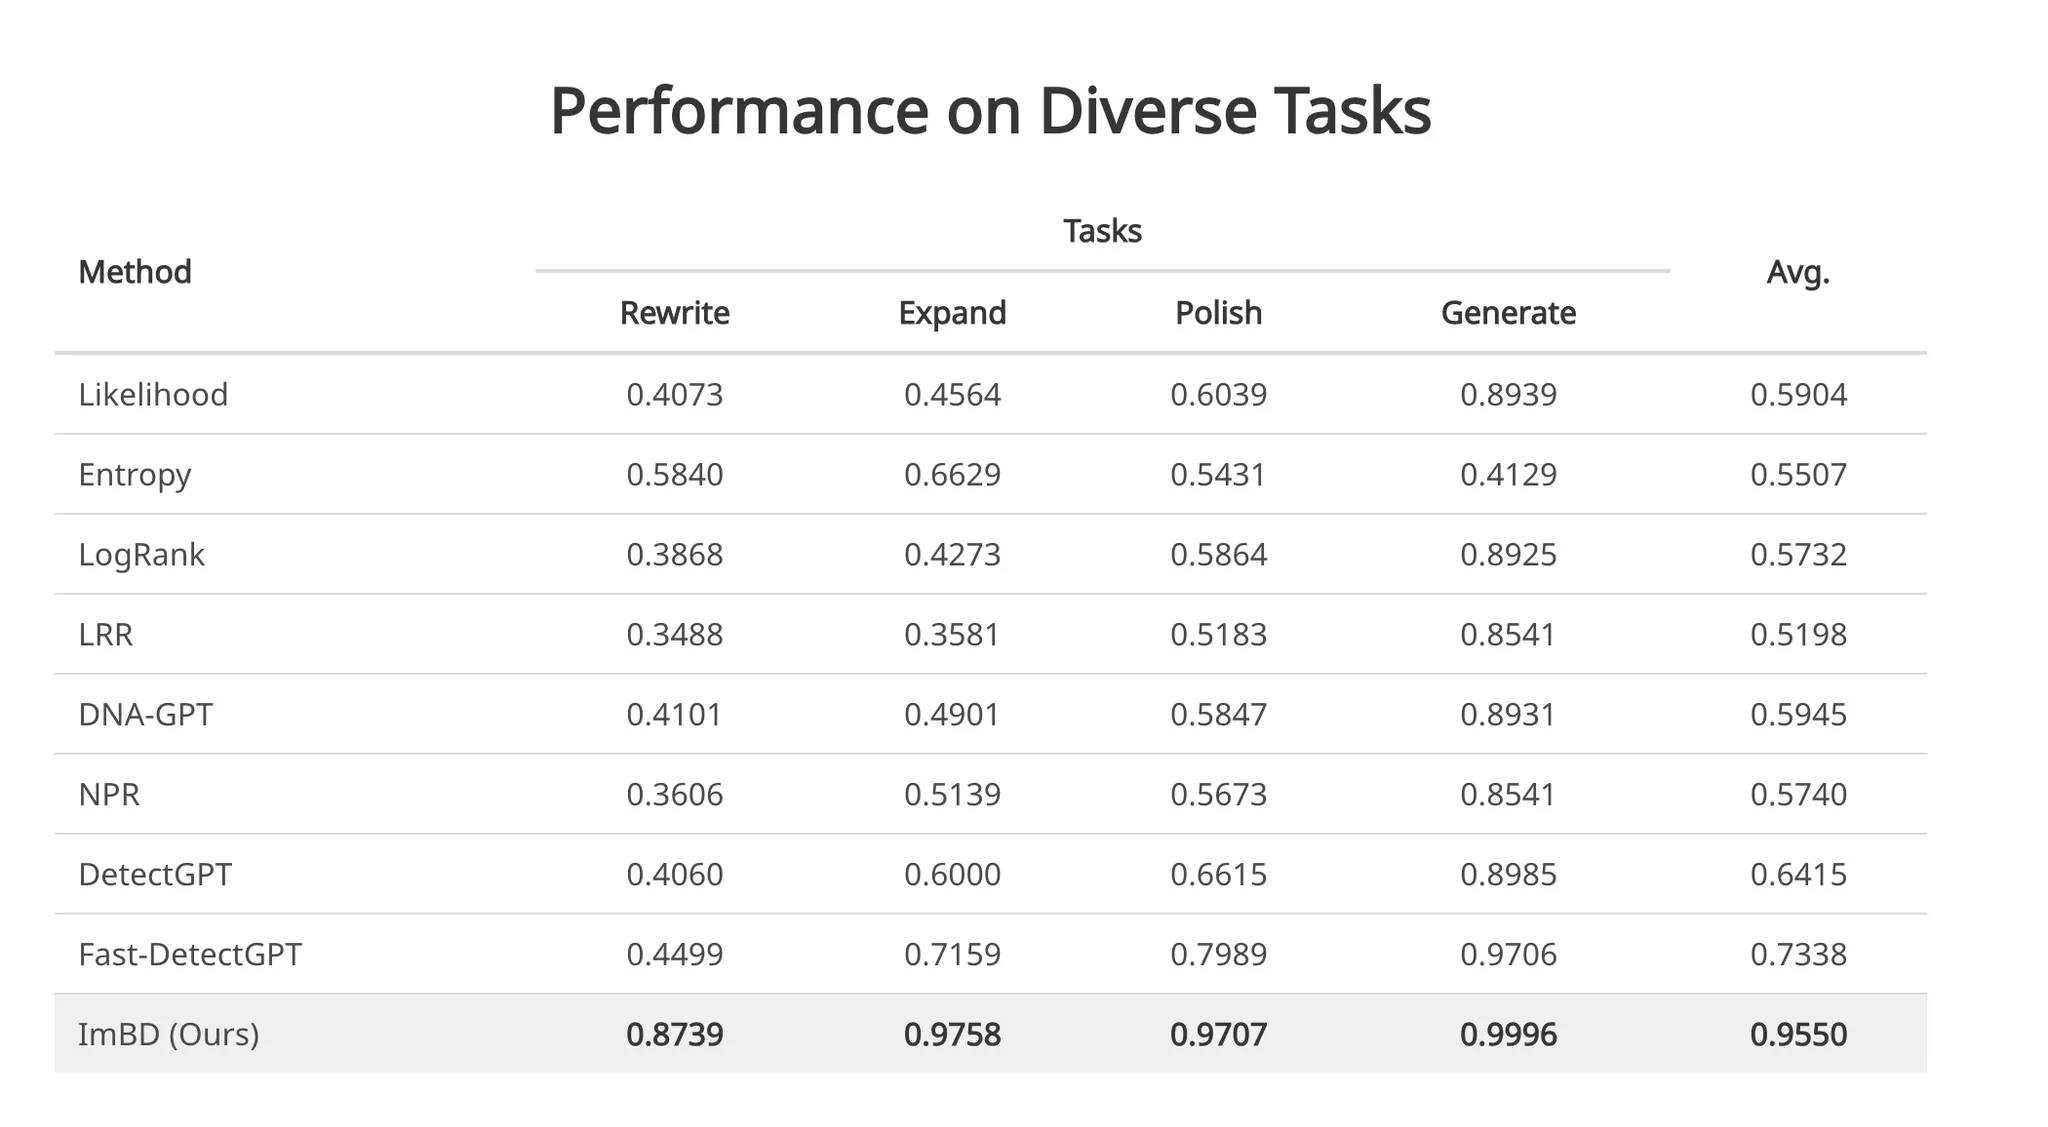 Performance on Diverse Tasks
Method Tasks Avg.
Rewrite Expand Polish Generate
Likelihood 0.4073 0.4564 0.6039 0.8939 0.5904
Entropy 0.5840 0.6629 0.5431 0.4129 0.5507
LogRank 0.3868 0.4273 0.5864 0.8925 0.5732
LRR 0.3488 0.3581 0.5183 0.8541 0.5198
DNA-GPT 0.4101 0.4901 0.5847 0.8931 0.5945
NPR 0.3606 0.5139 0.5673 0.8541 0.5740
DetectGPT 0.4060 0.6000 0.6615 0.8985 0.6415
Fast-DetectGPT 0.4499 0.7159 0.7989 0.9706 0.7338
ImBD (Ours) 0.8739 0.9758 0.9707 0.9996 0.9550